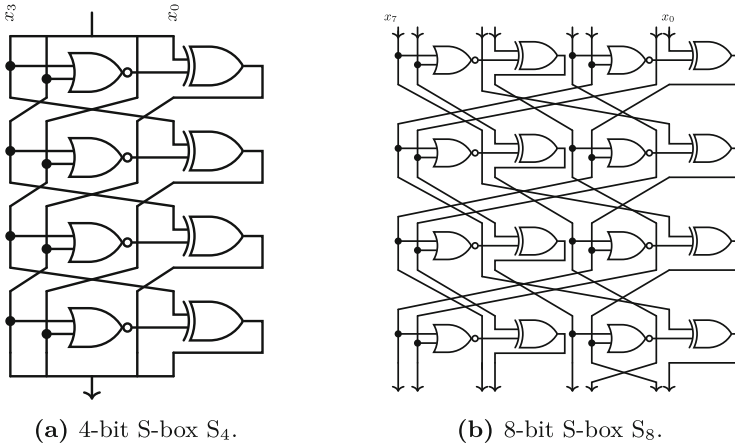 x₃ x₀
x₇ x₀
(a) 4-bit S-box S₄.
(b) 8-bit S-box S₈.